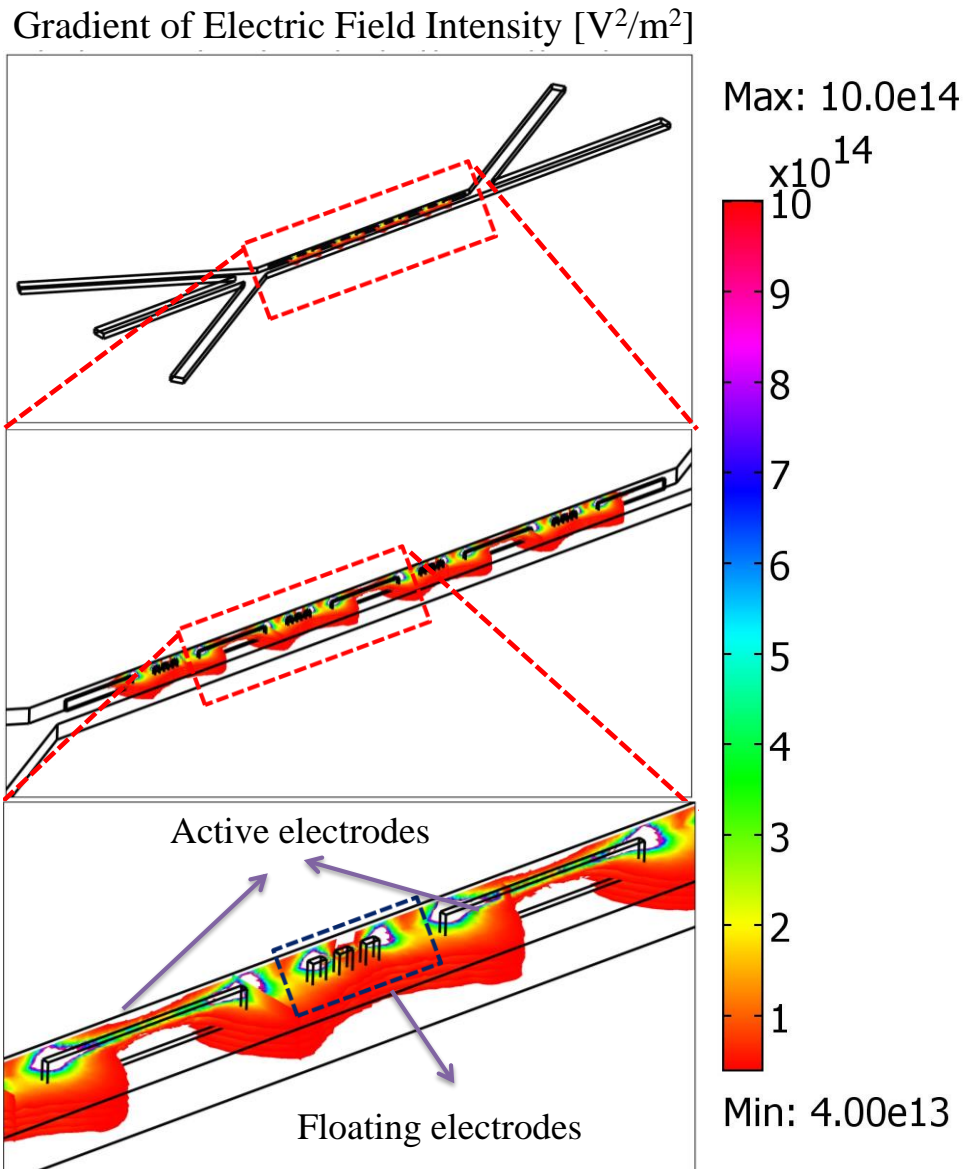 Gradient of Electric Field Intensity [V²/m²]
Max: 10.0e14
x10¹⁴
10
9
8
7
6
5
4
3
2
1
Min: 4.00e13
Active electrodes
Floating electrodes